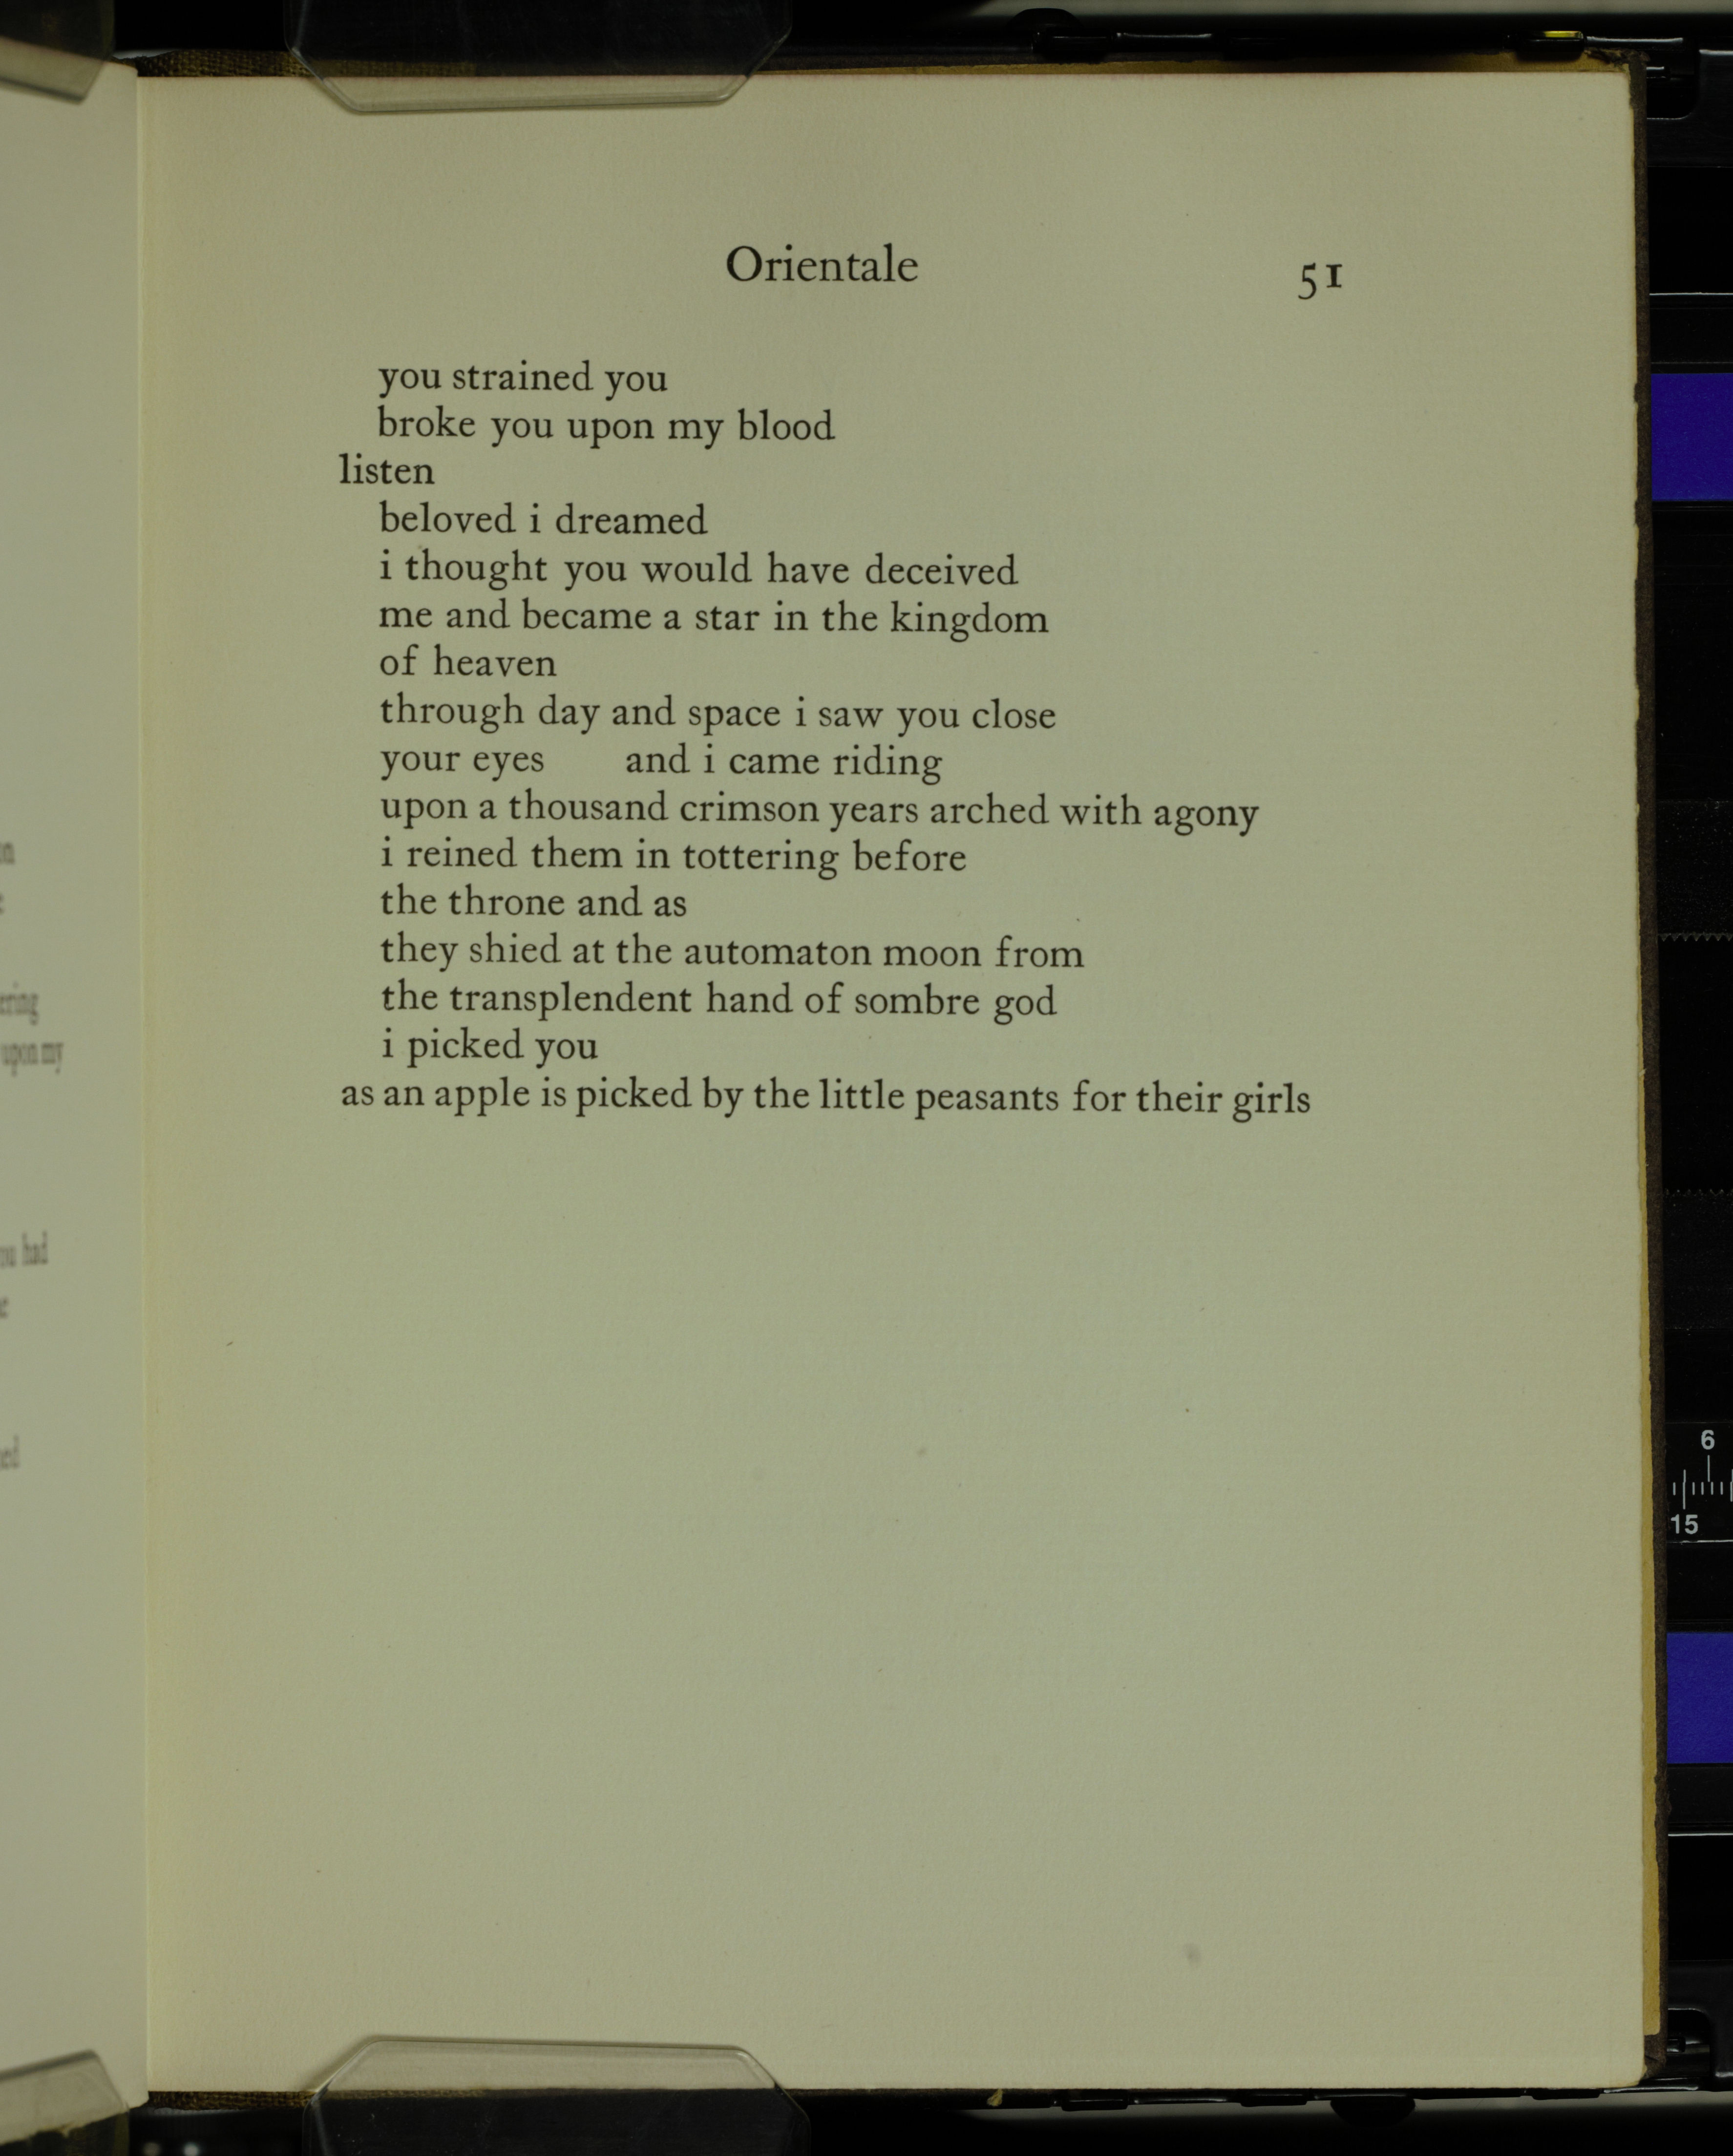 Orientale 51
you strained you
broke you upon my blood
listen
beloved i dreamed
i thought you would have deceived
me and became a star in the kingdom
of heaven
through day and space i saw you close
your eyes and i came riding
upon a thousand crimson years arched with agony
i reined them in tottering before
the throne and as
they shied at the automaton moon from
the transplendent hand of sombre god
i picked you
as an apple is picked by the little peasants for their girls
upon my
had
6
15